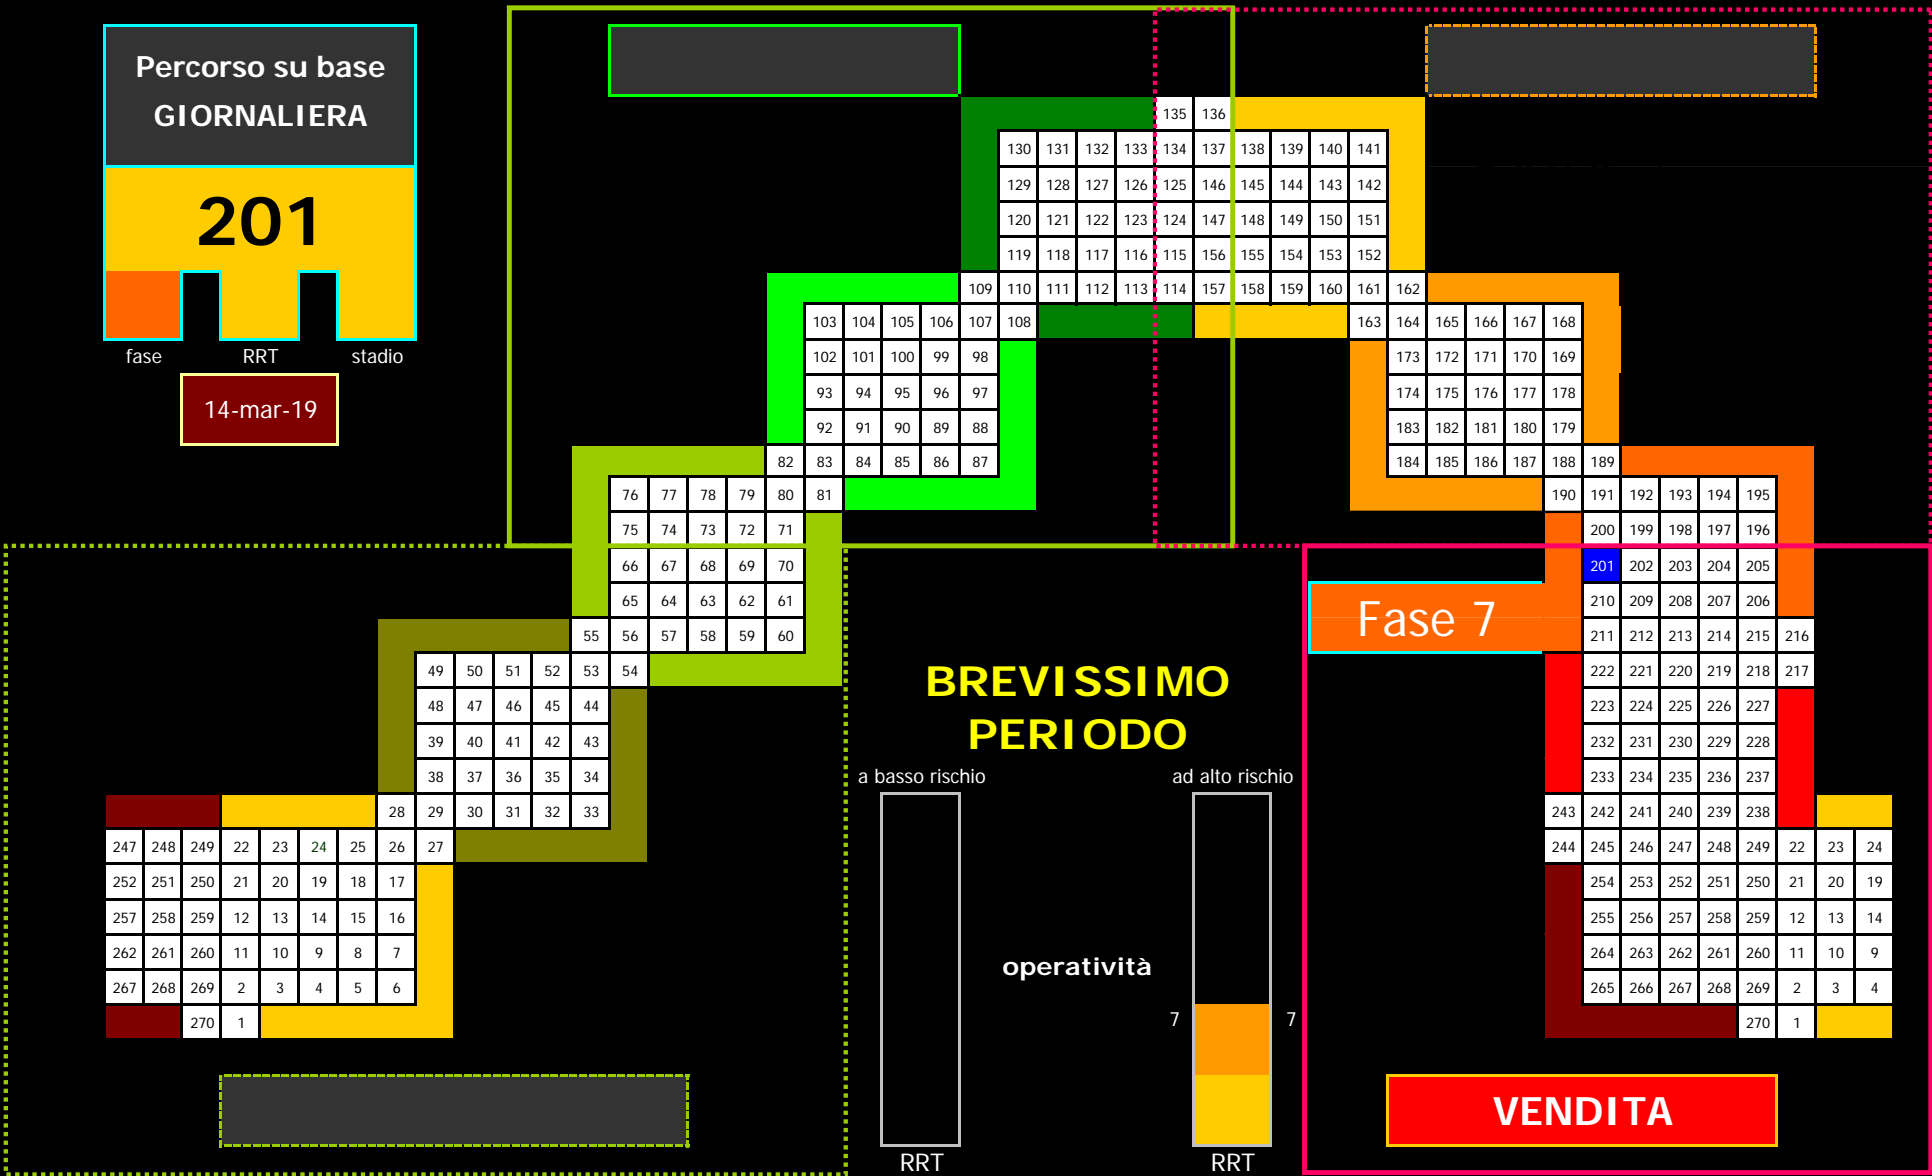 Percorso su base
GIORNALIERA
201
fase RRT stadio
14-mar-19
135 136
130 131 132 133 134 137 138 139 140 141
129 128 127 126 125 146 145 144 143 142
120 121 122 123 124 147 148 149 150 151
119 118 117 116 115 156 155 154 153 152
109 110 111 112 113 114 157 158 159 160 161 162
103 104 105 106 107 108 163 164 165 166 167 168
102 101 100 99 98 173 172 171 170 169
93 94 95 96 97 174 175 176 177 178
92 91 90 89 88 183 182 181 180 179
82 83 84 85 86 87 184 185 186 187 188 189
76 77 78 79 80 81 190 191 192 193 194 195
75 74 73 72 71 200 199 198 197 196
66 67 68 69 70 201 202 203 204 205
65 64 63 62 61 210 209 208 207 206
Fase 7
55 56 57 58 59 60 211 212 213 214 215 216
49 50 51 52 53 54 222 221 220 219 218 217
48 47 46 45 44 223 224 225 226 227
39 40 41 42 43 232 231 230 229 228
38 37 36 35 34 233 234 235 236 237
28 29 30 31 32 33 243 242 241 240 239 238
247 248 249 22 23 24 25 26 27 244 245 246 247 248 249 22 23 24
252 251 250 21 20 19 18 17 254 253 252 251 250 21 20 19
257 258 259 12 13 14 15 16 255 256 257 258 259 12 13 14
262 261 260 11 10 9 8 7 264 263 262 261 260 11 10 9
267 268 269 2 3 4 5 6 265 266 267 268 269 2 3 4
270 1 270 1
BREVISSIMO
PERIODO
a basso rischio ad alto rischio
operatività
7 7
RRT RRT
VENDITA